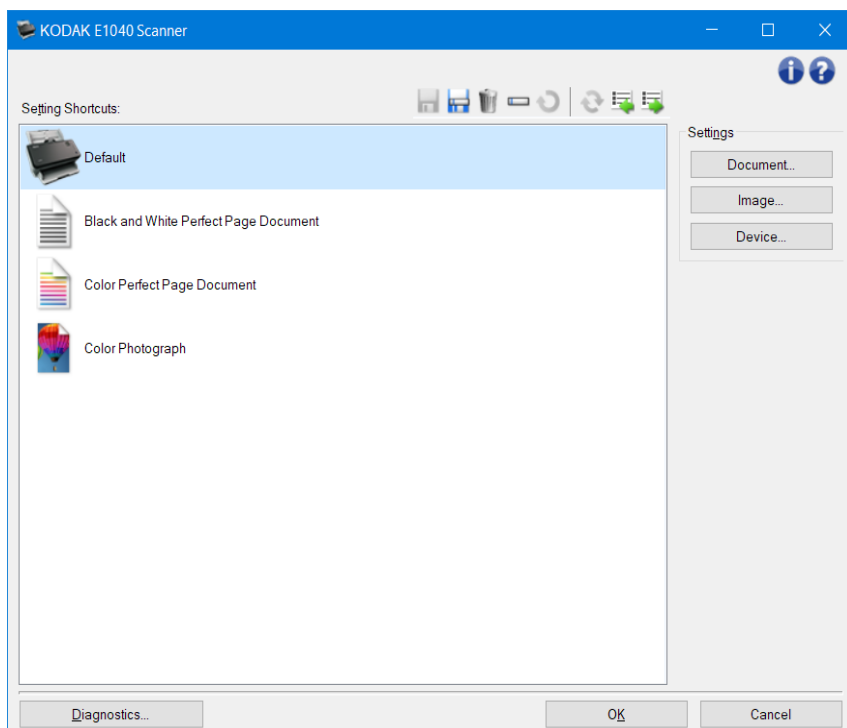 KODAK E1040 Scanner
Setting Shortcuts:
Default
Black and White Perfect Page Document
Color Perfect Page Document
Color Photograph
Settings
Document...
Image...
Device...
Diagnostics...
OK
Cancel